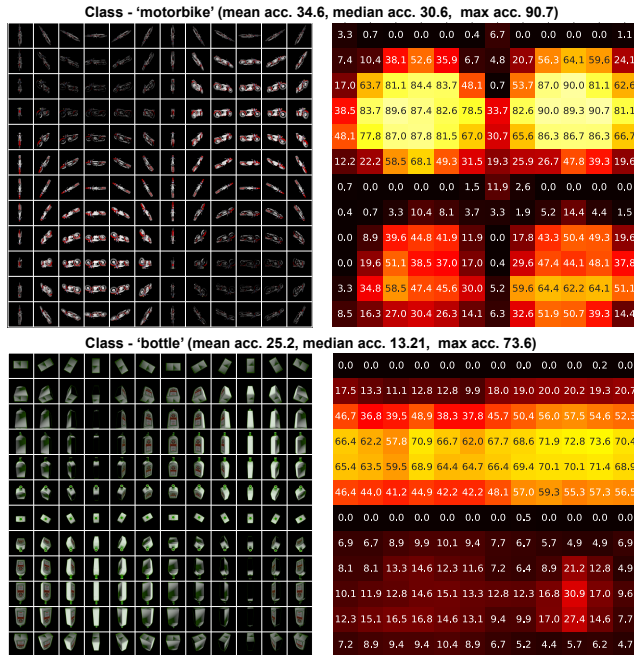 Class - ‘motorbike’ (mean acc. 34.6, median acc. 30.6, max acc. 90.7)
3.3 0.7 0.0 0.0 0.4 6.7 0.4 0.0 0.0 0.0 1.1
7.4 10.4 38.1 52.6 35.9 6.7 4.8 20.7 56.3 64.1 59.6 24.1
17.0 63.7 81.1 84.4 83.7 48.1 0.7 53.7 87.0 90.0 81.1 62.6
38.5 83.7 89.6 87.4 82.6 78.5 33.7 82.6 90.0 89.3 90.7 81.1
48.1 77.8 87.0 87.8 81.5 67.0 30.7 65.6 86.3 86.7 86.3 66.7
12.2 22.2 58.5 68.1 49.3 31.5 19.3 25.9 26.7 47.8 39.3 19.6
0.7 0.0 0.0 0.0 0.0 1.5 11.9 2.6 0.0 0.0 0.0 0.0
0.4 0.7 3.3 10.4 8.1 3.7 3.3 1.9 5.2 14.4 4.4 1.5
0.0 8.9 39.6 44.8 41.9 11.9 0.0 17.8 43.3 50.4 49.3 19.6
0.0 19.6 51.1 38.5 37.0 17.0 0.4 29.6 47.4 44.1 48.1 37.8
3.3 34.8 58.5 47.4 45.6 30.0 5.2 59.6 64.4 62.2 64.1 51.1
8.5 16.3 27.0 30.4 26.3 14.1 6.3 32.6 51.9 50.7 39.3 14.4
Class - ‘bottle’ (mean acc. 25.2, median acc. 13.21, max acc. 73.6)
0.0 0.0 0.0 0.0 0.0 0.0 0.0 0.0 0.0 0.0 0.2 0.0
17.5 13.3 11.1 12.8 12.8 9.9 18.0 19.0 20.0 20.2 19.3 20.7
46.7 36.8 39.5 48.9 38.3 37.8 45.7 50.4 56.0 57.5 54.6 52.3
66.4 62.2 57.8 70.9 66.7 62.0 67.7 68.6 71.9 72.8 73.6 70.4
65.4 63.5 59.5 68.9 64.4 64.7 66.4 69.4 70.1 70.1 71.4 68.9
46.4 44.0 41.2 44.9 42.2 42.2 48.1 57.0 59.3 55.3 57.3 56.5
0.0 0.0 0.0 0.0 0.0 0.0 0.0 0.5 0.0 0.0 0.0 0.0
6.9 6.7 8.9 9.9 10.1 9.4 7.7 6.7 5.7 4.9 4.9 6.9
8.1 8.1 13.3 14.6 12.3 11.6 7.2 6.4 8.9 21.2 12.8 4.9
10.1 11.9 12.8 14.6 15.1 13.3 12.8 12.3 16.8 30.9 17.0 9.6
12.3 15.1 16.5 16.8 14.6 13.1 9.4 9.9 17.0 27.4 14.6 7.7
7.2 8.9 9.4 9.4 10.4 8.9 6.7 5.2 4.2 6.4 6.2 4.7